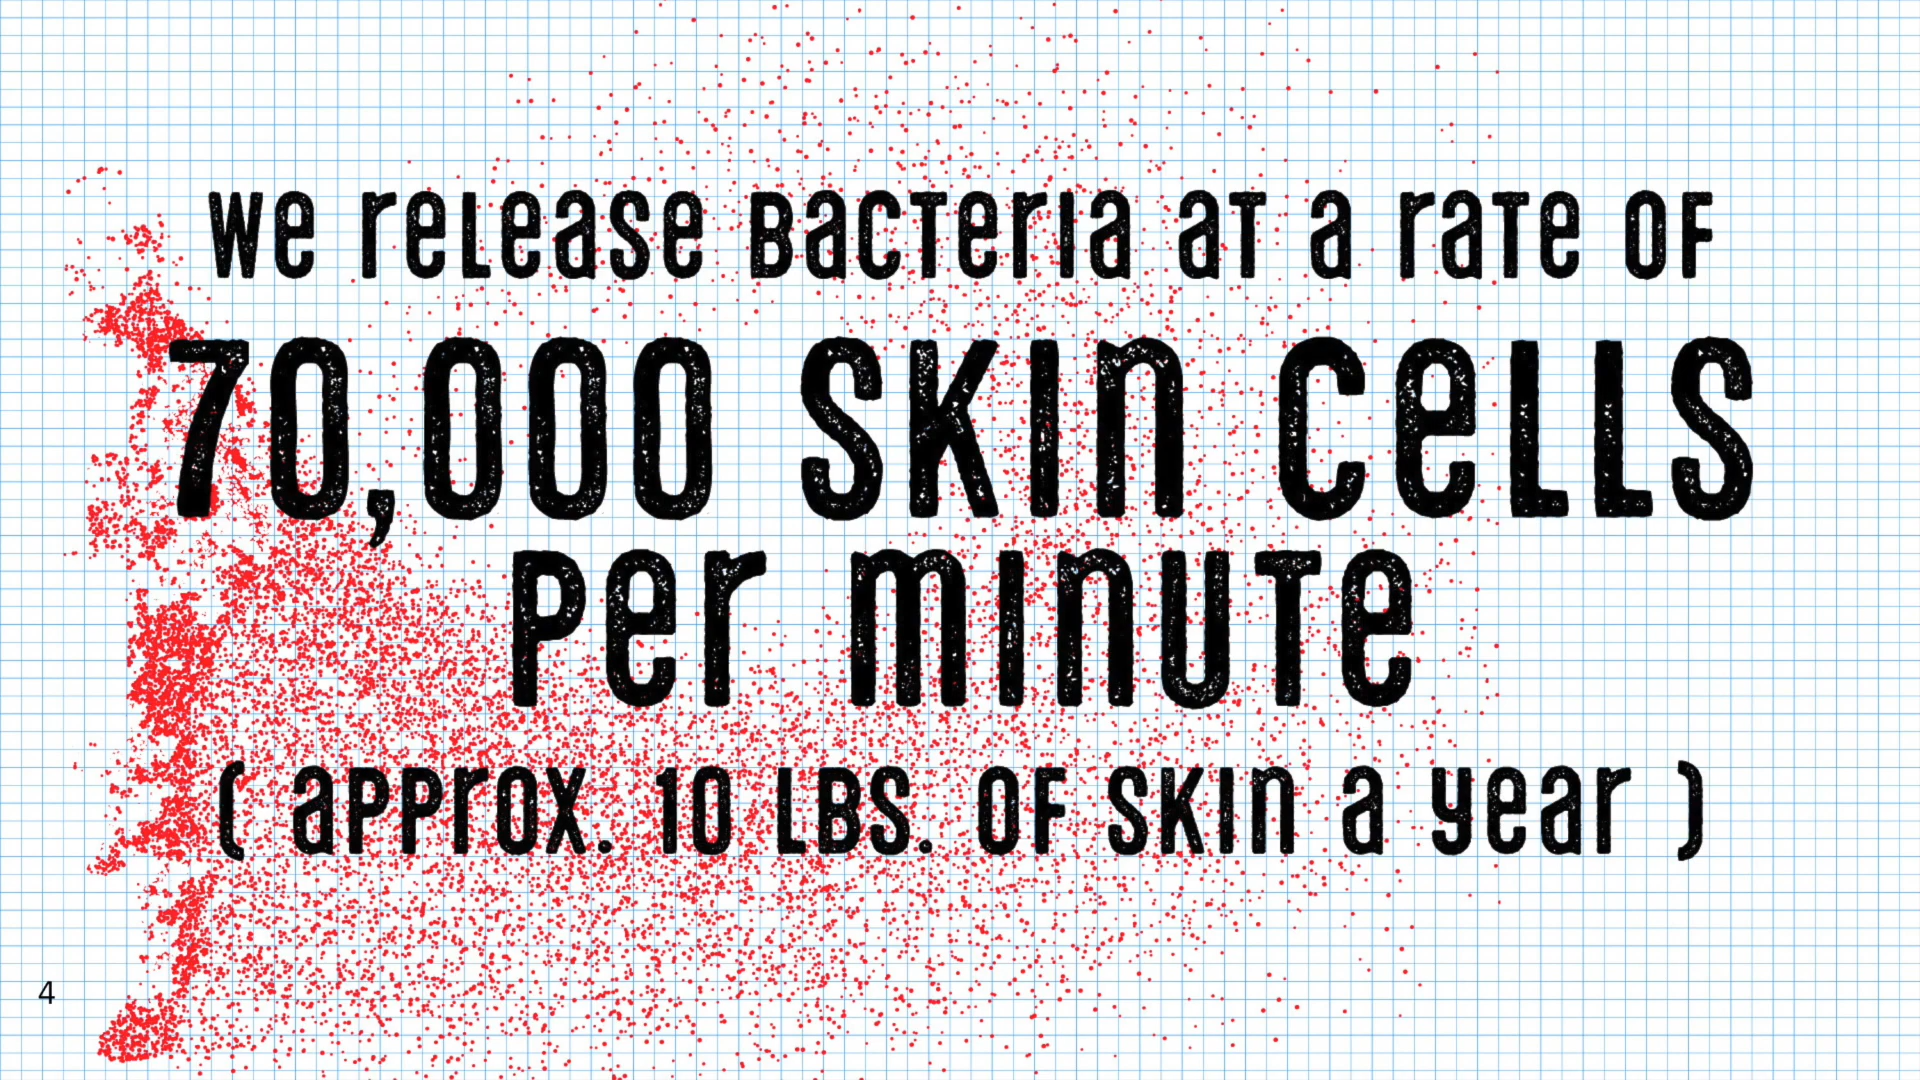 we release bacteria at a rate of
70,000 skin cells
per minute
( approx. 10 lbs. of skin a year )
4